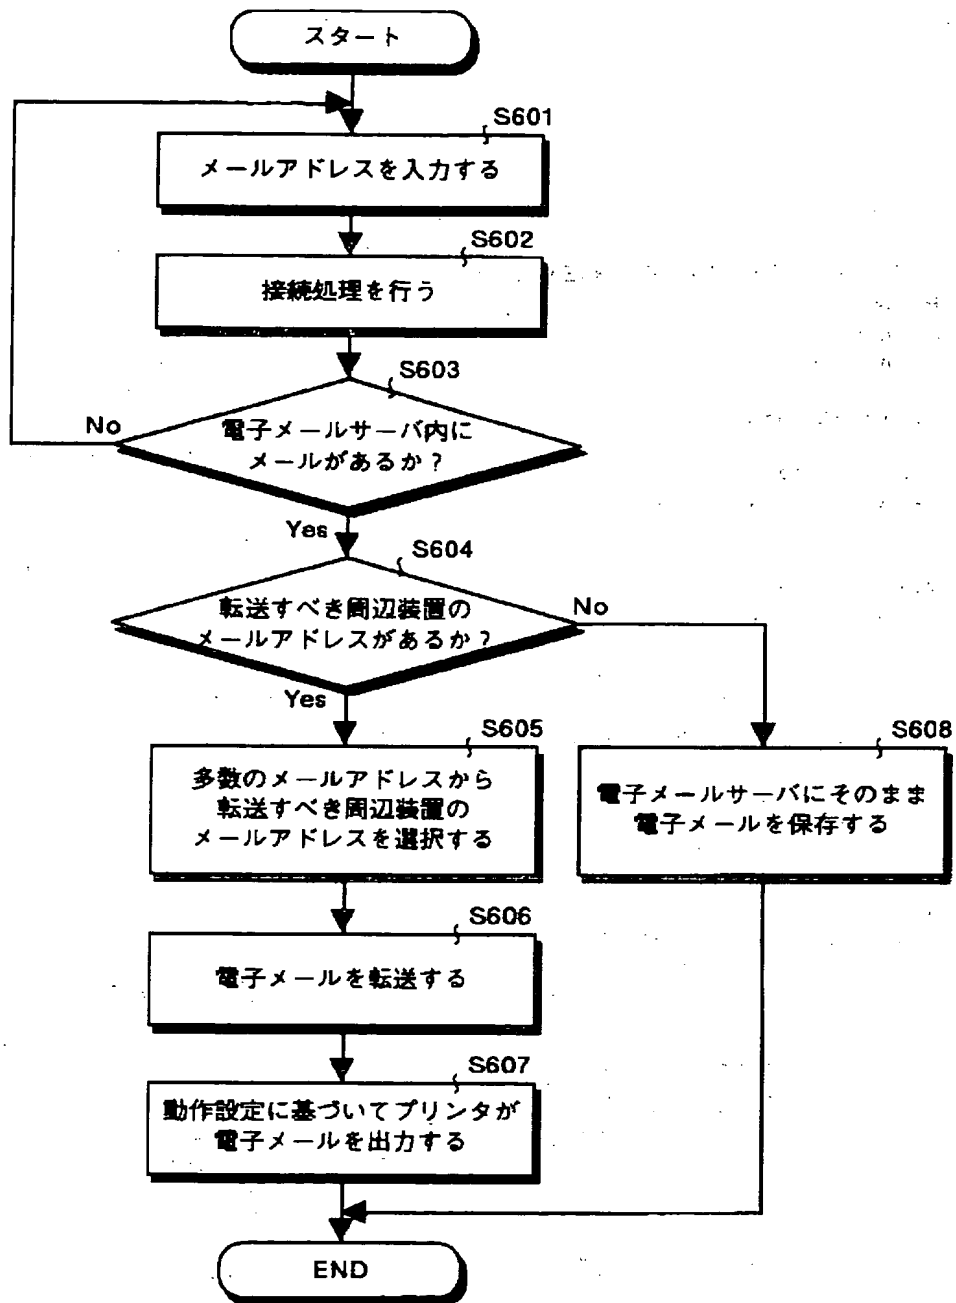 スタート
S601
メールアドレスを入力する
S602
接続処理を行う
S603
電子メールサーバ内に
メールがあるか?
No
Yes
S604
転送すべき周辺装置の
メールアドレスがあるか?
No
Yes
S605
多数のメールアドレスから
転送すべき周辺装置の
メールアドレスを選択する
S608
電子メールサーバにそのまま
電子メールを保存する
S606
電子メールを転送する
S607
動作設定に基づいてプリンタが
電子メールを出力する
END